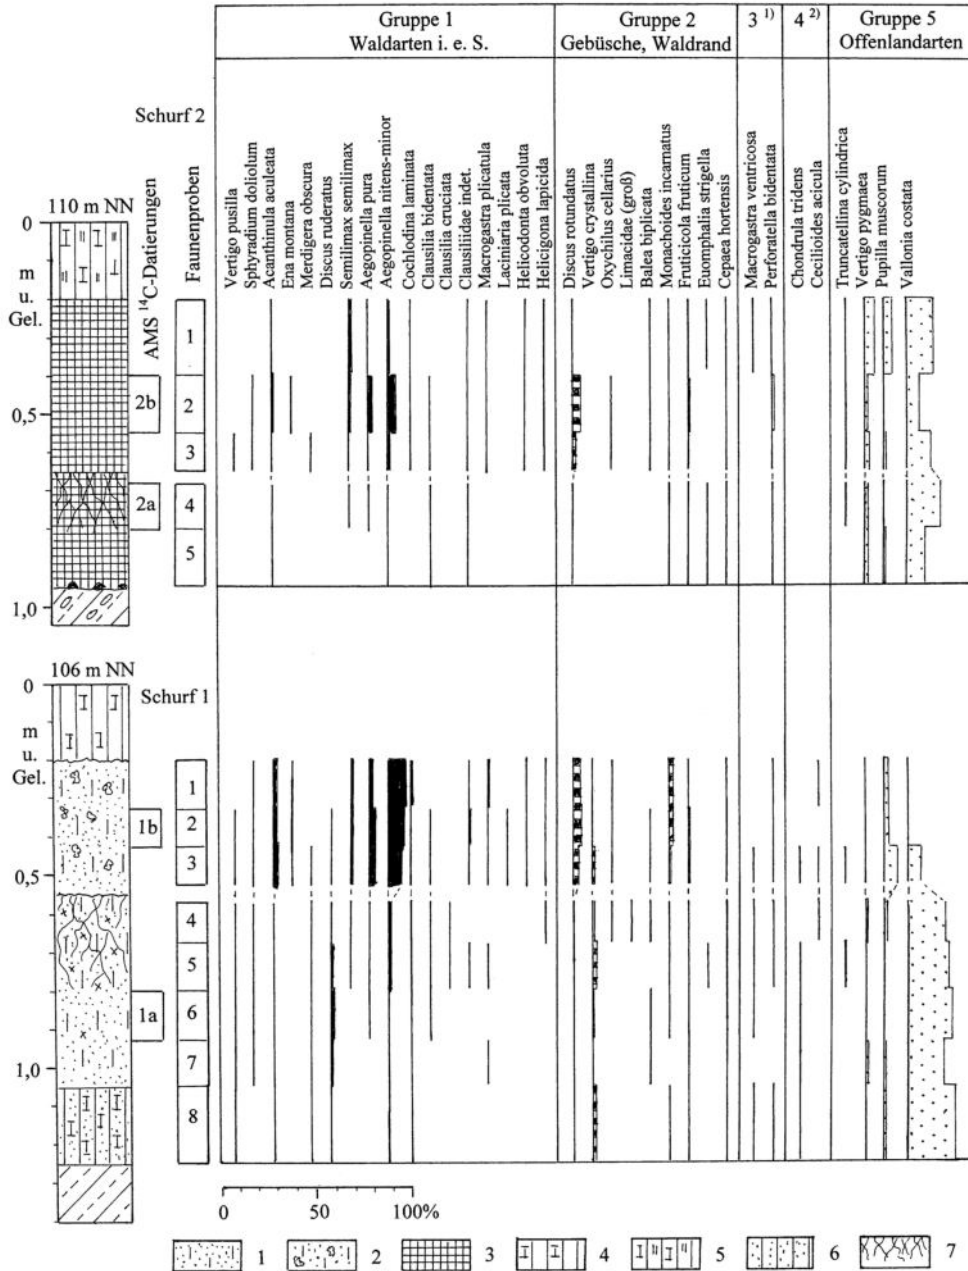 Gruppe 1
Waldarten i. e. S.
Gruppe 2
Gebüsche, Waldrand
3 1)
4 2)
Gruppe 5
Offenlandarten
Schurf 2
110 m NN
AMS 14C-Datierungen
Faunenproben
Vertigo pusilla
Sphyradium doliolum
Acanthinula aculeata
Ena montana
Merdigera obscura
Discus ruderatus
Semilimax semilimax
Aegopinella pura
Aegopinella nitens-minor
Cochlodina laminata
Clausilia bidentata
Clausilia cruciata
Clausiliidae indet.
Macrogastra plicatula
Laciniaria plicata
Helicodonta obvoluta
Helicigona lapicida
Discus rotundatus
Vertigo crystallina
Oxychilus cellarius
Limacidae (groß)
Balea biplicata
Monachoides incarnatus
Fruticicola fruticum
Euomphalia strigella
Cepaea hortensis
Macrogastra ventricosa
Perforatella bidentata
Chondrula tridens
Cecilioides acicula
Truncatellina cylindrica
Vertigo pygmaea
Pupilla muscorum
Vallonia costata
0
m
u.
Gel.
0,5
1,0
2b
2a
1
2
3
4
5
106 m NN
Schurf 1
0
m
u.
Gel.
0,5
1,0
1b
1a
1
2
3
4
5
6
7
8
0
50
100%
1
2
3
4
5
6
7